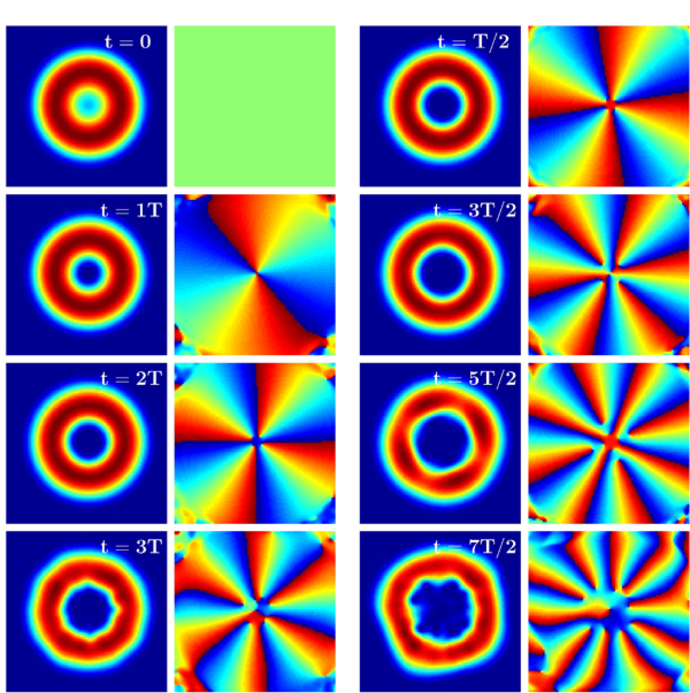 t = 0
t = T/2
t = 1T
t = 3T/2
t = 2T
t = 5T/2
t = 3T
t = 7T/2